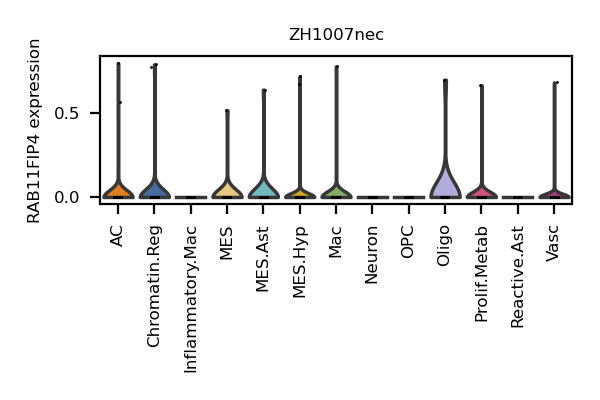 ZH1007nec
RAB11FIP4 expression
0.5
0.0
AC
Chromatin.Reg
Inflammatory.Mac
MES
MES.Ast
MES.Hyp
Mac
Neuron
OPC
Oligo
Prolif.Metab
Reactive.Ast
Vasc